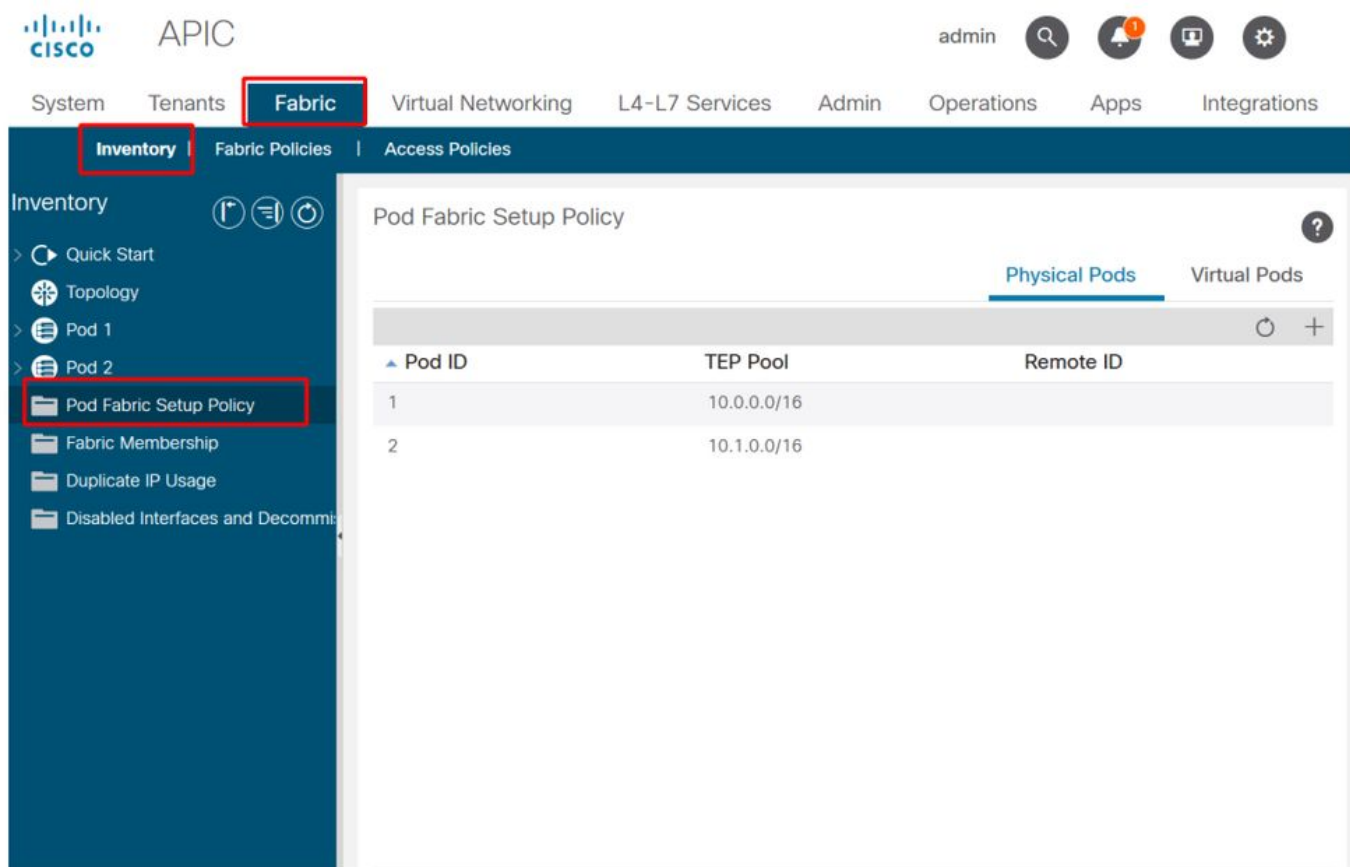 CISCO APIC admin 1
System Tenants Fabric Virtual Networking L4-L7 Services Admin Operations Apps Integrations
Inventory | Fabric Policies | Access Policies
Inventory
Quick Start
Topology
Pod 1
Pod 2
Pod Fabric Setup Policy
Fabric Membership
Duplicate IP Usage
Disabled Interfaces and
Pod Fabric Setup Policy
?
Physical Pods Virtual Pods
Pod ID TEP Pool Remote ID
1 10.0.0.0/16
2 10.1.0.0/16